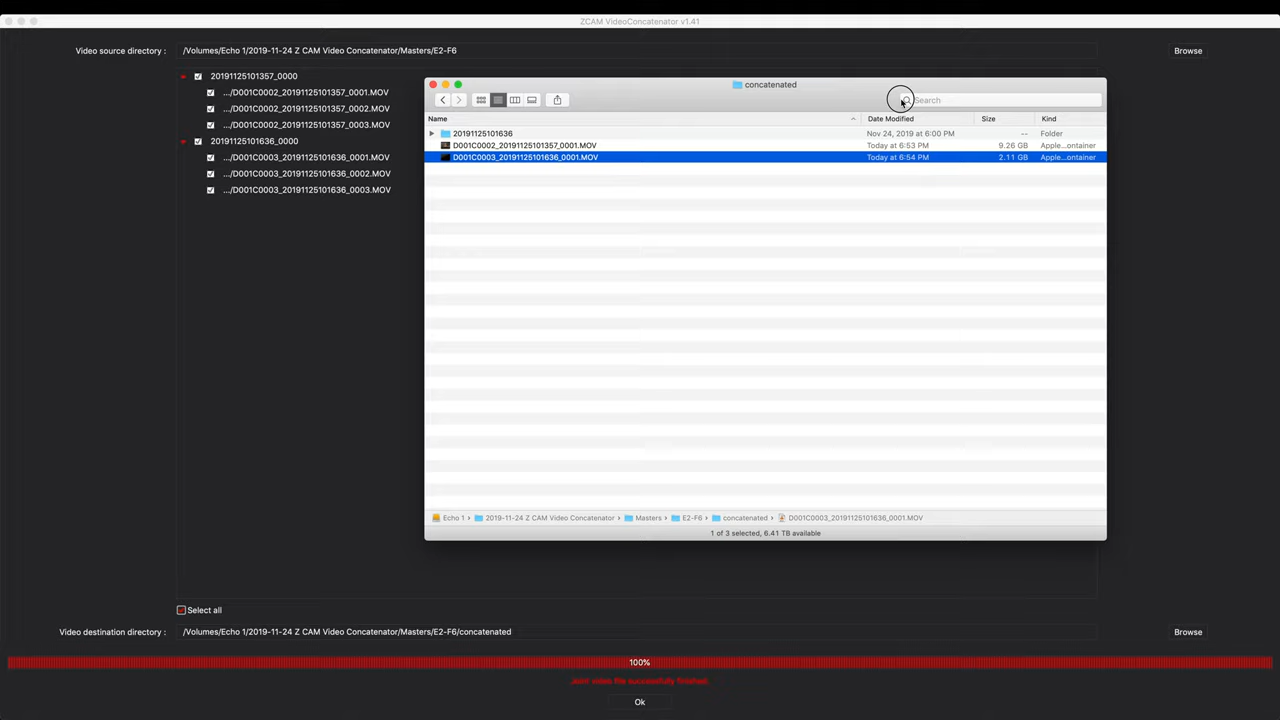 ZCAM VideoConcatenator v1.41
Video source directory : /Volumes/Echo 1/2019-11-24 Z CAM Video Concatenator/Masters/E2-F6 Browse
20191125101357_0000
.../D001C0002_20191125101357_0001.MOV
.../D001C0002_20191125101357_0002.MOV
.../D001C0002_20191125101357_0003.MOV
20191125101636_0000
.../D001C0003_20191125101636_0001.MOV
.../D001C0003_20191125101636_0002.MOV
.../D001C0003_20191125101636_0003.MOV
concatenated
Search
Name Date Modified Size Kind
20191125101636 Nov 24, 2019 at 6:00 PM -- Folder
D001C0002_20191125101357_0001.MOV Today at 6:53 PM 9.26 GB Apple...ontainer
D001C0003_20191125101636_0001.MOV Today at 6:54 PM 2.11 GB Apple...ontainer
Echo 1 › 2019-11-24 Z CAM Video Concatenator › Masters › E2-F6 › concatenated › D001C0003_20191125101636_0001.MOV
1 of 3 selected, 6.41 TB available
Select all
Video destination directory : /Volumes/Echo 1/2019-11-24 Z CAM Video Concatenator/Masters/E2-F6/concatenated Browse
100%
Joint video file successfully finished.
Ok